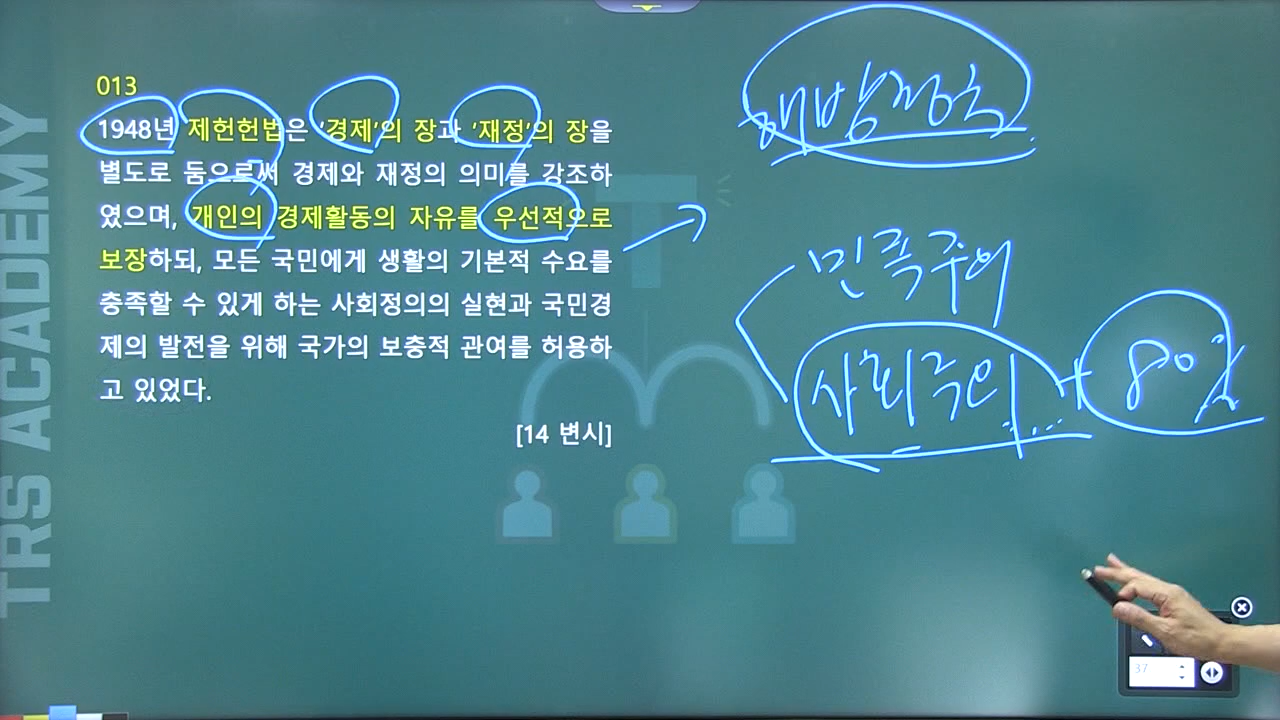 013
1948년 제헌헌법은 '경제'의 장과 '재정'의 장을
별도로 둠으로써 경제와 재정의 의미를 강조하
였으며, 개인의 경제활동의 자유를 우선적으로
보장하되, 모든 국민에게 생활의 기본적 수요를
충족할 수 있게 하는 사회정의의 실현과 국민경
제의 발전을 위해 국가의 보충적 관여를 허용하
고 있었다.
[14 변시]
해방정국
민족주의
사회주의
80%
TRS ACADEMY
37